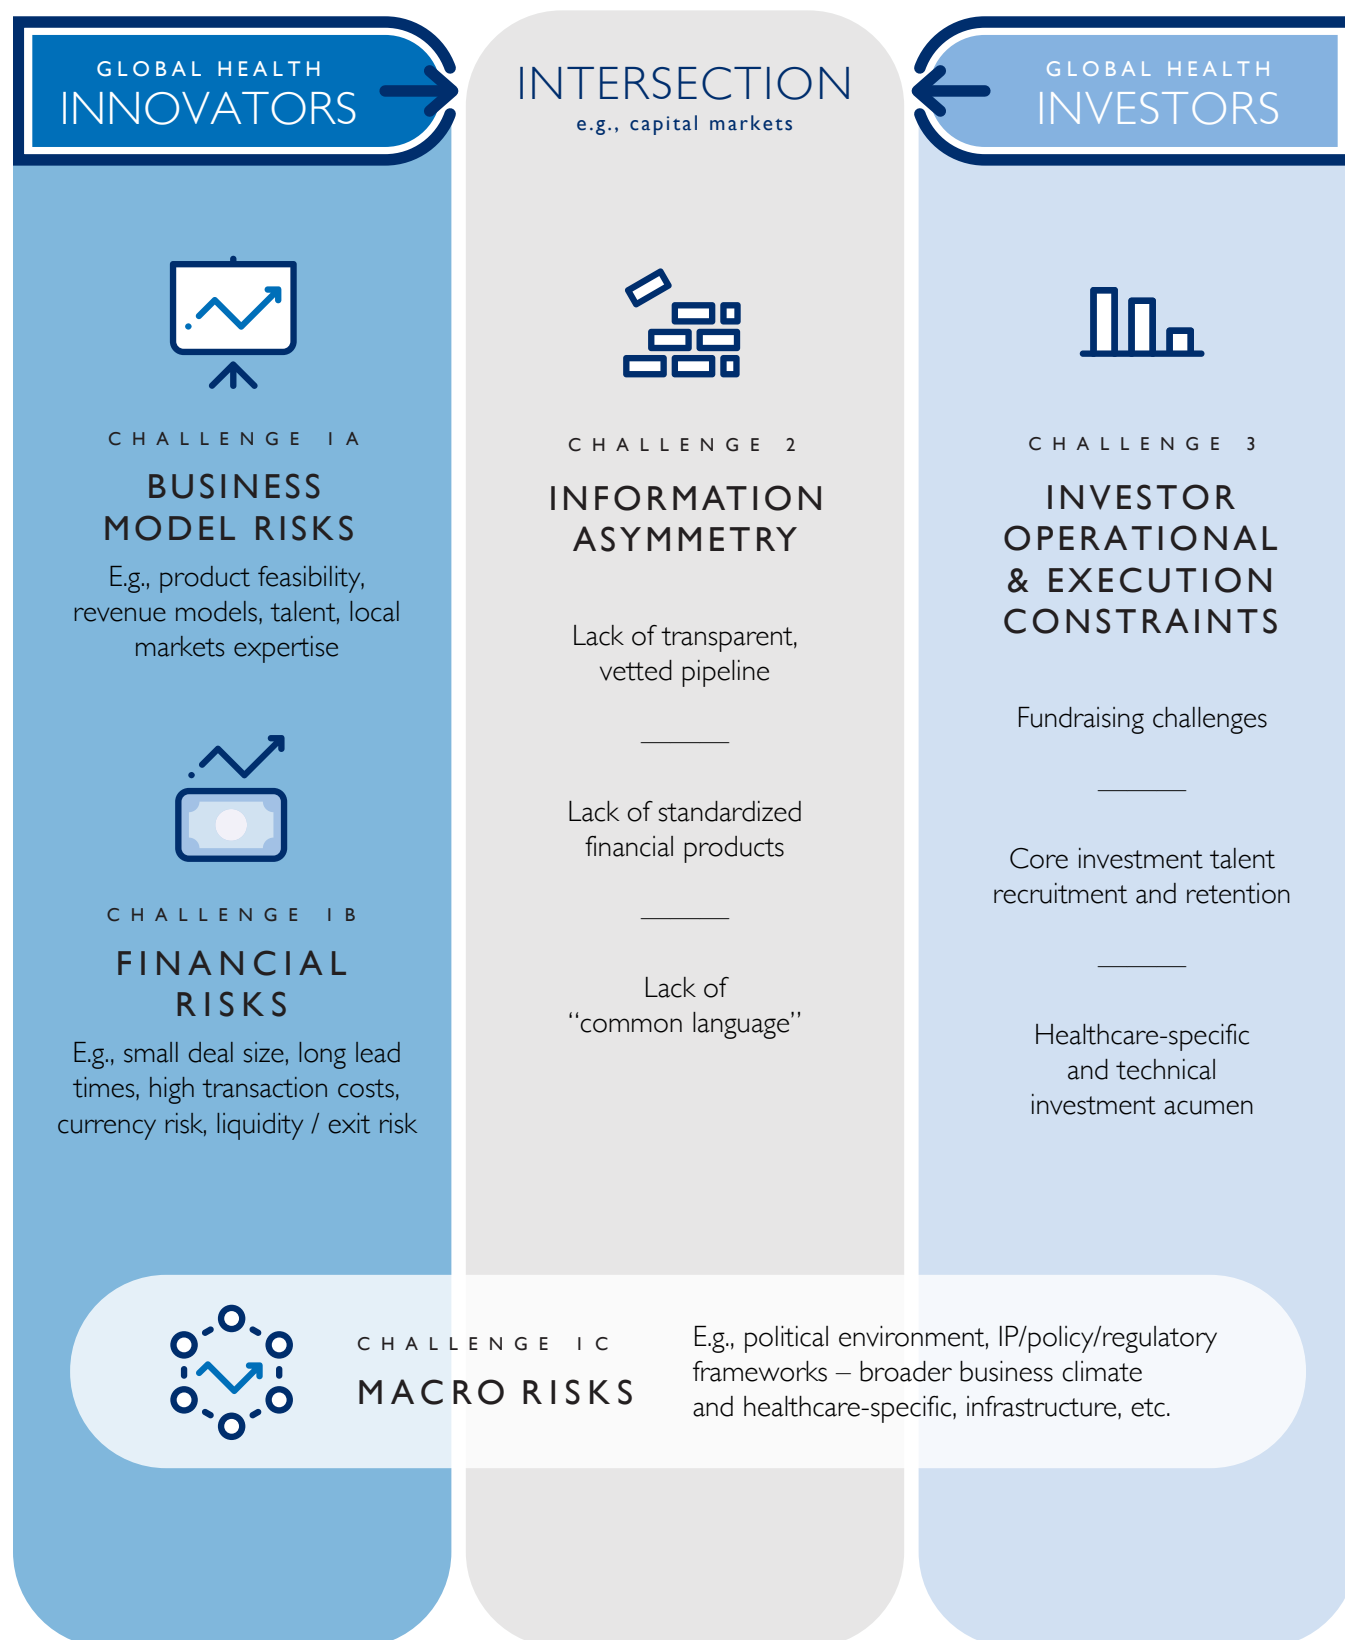 GLOBAL HEALTH
INNOVATORS
INTERSECTION
e.g., capital markets
GLOBAL HEALTH
INVESTORS
CHALLENGE 1A
BUSINESS
MODEL RISKS
E.g., product feasibility,
revenue models, talent, local
markets expertise
CHALLENGE 1B
FINANCIAL
RISKS
E.g., small deal size, long lead
times, high transaction costs,
currency risk, liquidity / exit risk
CHALLENGE 2
INFORMATION
ASYMMETRY
Lack of transparent,
vetted pipeline
Lack of standardized
financial products
Lack of
“common language”
CHALLENGE 3
INVESTOR
OPERATIONAL
& EXECUTION
CONSTRAINTS
Fundraising challenges
Core investment talent
recruitment and retention
Healthcare-specific
and technical
investment acumen
CHALLENGE 1C
MACRO RISKS
E.g., political environment, IP/policy/regulatory
frameworks – broader business climate
and healthcare-specific, infrastructure, etc.